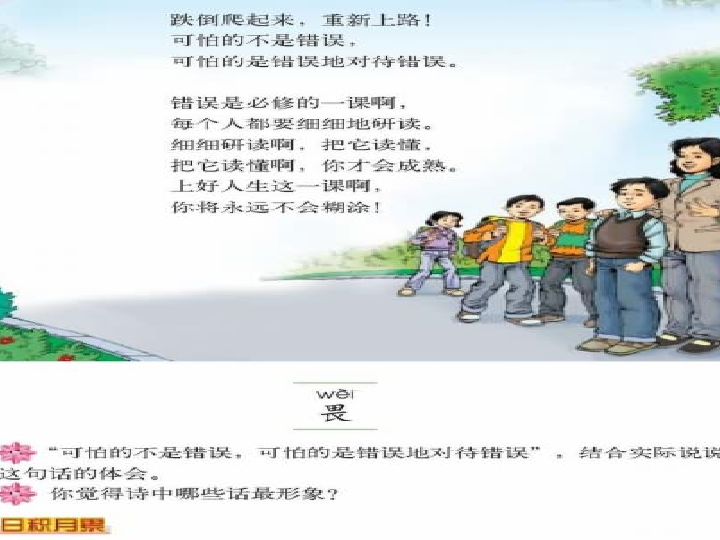 跌倒爬起来，重新上路！
可怕的不是错误，
可怕的是错误地对待错误。
错误是必修的一课啊，
每个人都要细细地研读。
细细研读啊，把它读懂，
把它读懂啊，你才会成熟。
上好人生这一课啊，
你将永远不会糊涂！
wèi
畏
“可怕的不是错误，可怕的是错误地对待错误”，结合实际说说
这句话的体会。
你觉得诗中哪些话最形象？
日积月累